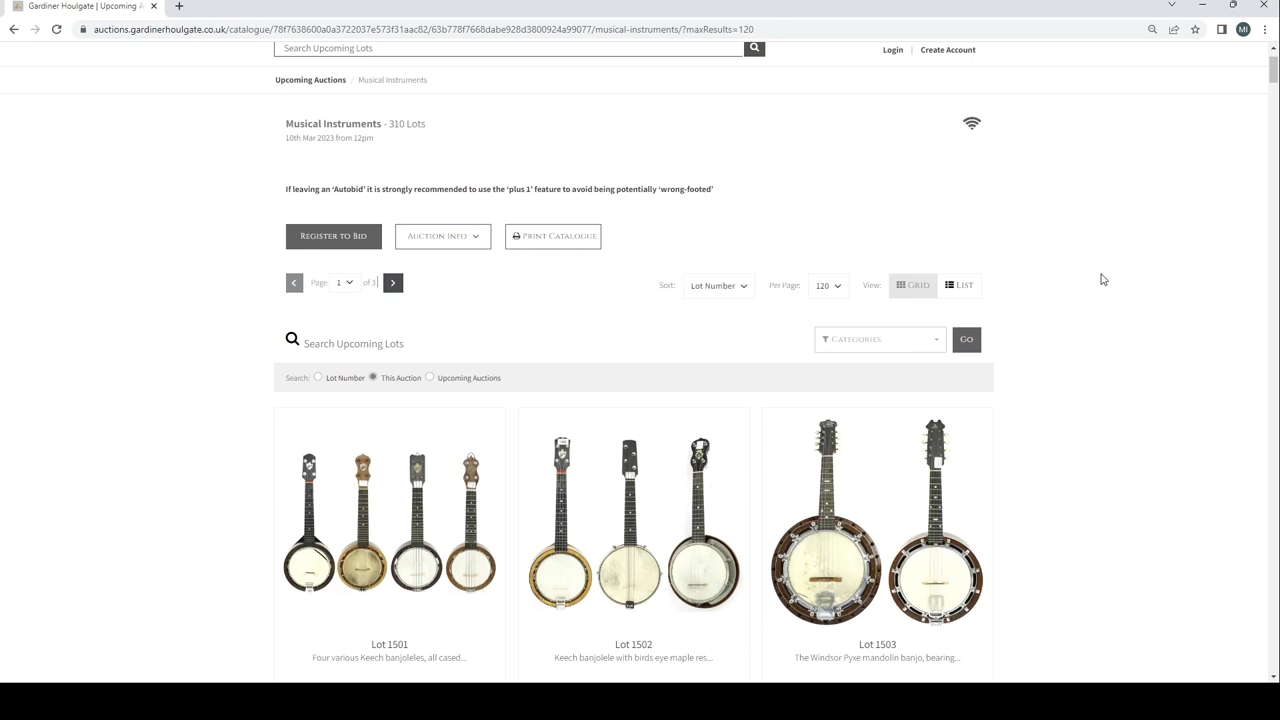 Gardiner Houlgate | Upcoming A
auctions.gardinerhoulgate.co.uk/catalogue/78f7638600a0a3722037e573f31aac82/63b778f7668dabe928d3800924a99077/musical-instruments/?maxResults=120
MI
Search Upcoming Lots
Login | Create Account
Upcoming Auctions / Musical Instruments
Musical Instruments - 310 Lots
10th Mar 2023 from 12pm
If leaving an ‘Autobid’ it is strongly recommended to use the ‘plus 1’ feature to avoid being potentially ‘wrong-footed’
Register to Bid Auction Info Print Catalogue
Page 1 of 3 Sort: Lot Number Per Page: 120 View: Grid List
Search Upcoming Lots Categories Go
Search: Lot Number This Auction Upcoming Auctions
Lot 1501 Lot 1502 Lot 1503
Four various Keech banjoleles, all cased... Keech banjolele with birds eye maple res... The Windsor Pyxe mandolin banjo, bearing...